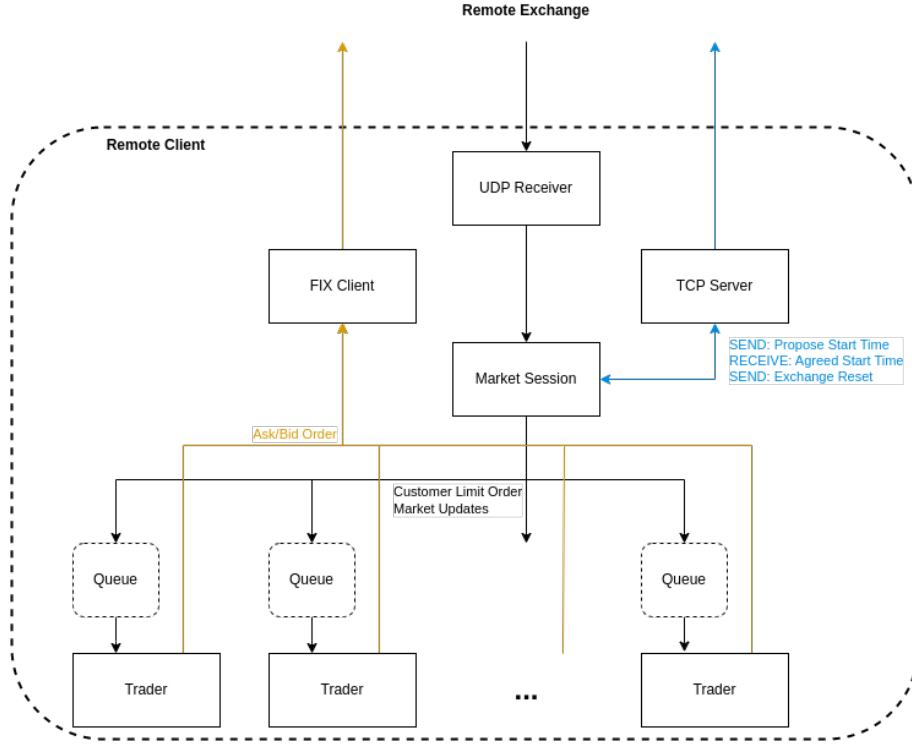 Remote Exchange
Remote Client
UDP Receiver
FIX Client
TCP Server
SEND: Propose Start Time
RECEIVE: Agreed Start Time
SEND: Exchange Reset
Market Session
Ask/Bid Order
Customer Limit Order
Market Updates
Queue
Queue
Queue
Trader
Trader
...
Trader